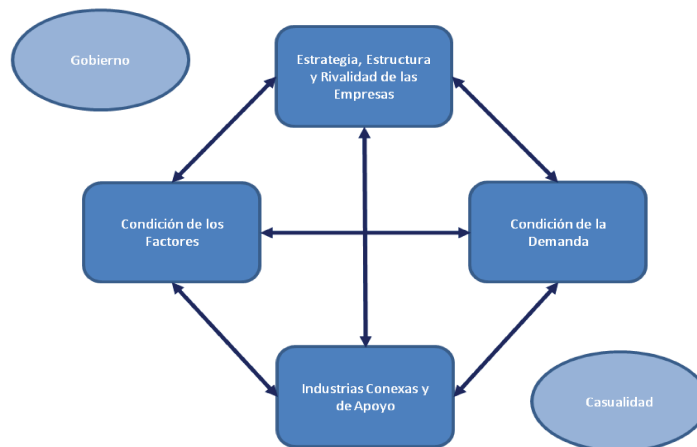 Gobierno
Estrategia, Estructura
y Rivalidad de las
Empresas
Condición de los
Factores
Condición de la
Demanda
Industrias Conexas y
de Apoyo
Casualidad